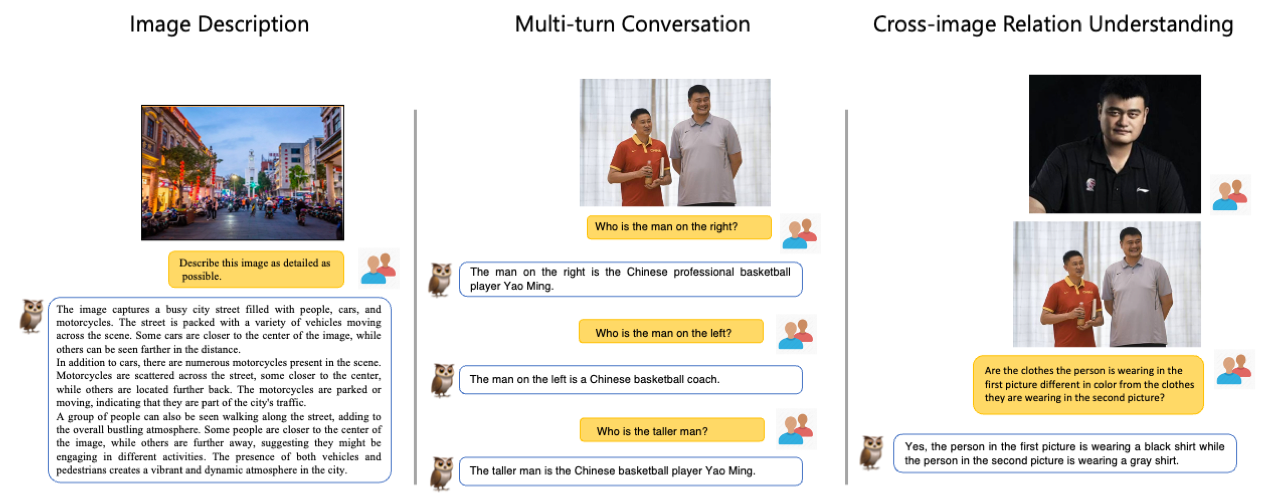 Image Description
Describe this image as detailed as
possible.
The image captures a busy city street filled with people, cars, and
motorcycles. The street is packed with a variety of vehicles moving
across the scene. Some cars are closer to the center of the image, while
others can be seen farther in the distance.
In addition to cars, there are numerous motorcycles present in the scene.
Motorcycles are scattered across the street, some closer to the center,
while others are located further back. The motorcycles are parked or
moving, indicating that they are part of the city's traffic.
A group of people can also be seen walking along the street, adding to
the overall bustling atmosphere. Some people are closer to the center of
the image, while others are further away, suggesting they might be
engaging in different activities. The presence of both vehicles and
pedestrians creates a vibrant and dynamic atmosphere in the city.
Multi-turn Conversation
Who is the man on the right?
The man on the right is the Chinese professional basketball
player Yao Ming.
Who is the man on the left?
The man on the left is a Chinese basketball coach.
Who is the taller man?
The taller man is the Chinese basketball player Yao Ming.
Cross-image Relation Understanding
Are the clothes the person is wearing in the
first picture different in color from the clothes
they are wearing in the second picture?
Yes, the person in the first picture is wearing a black shirt while
the person in the second picture is wearing a gray shirt.